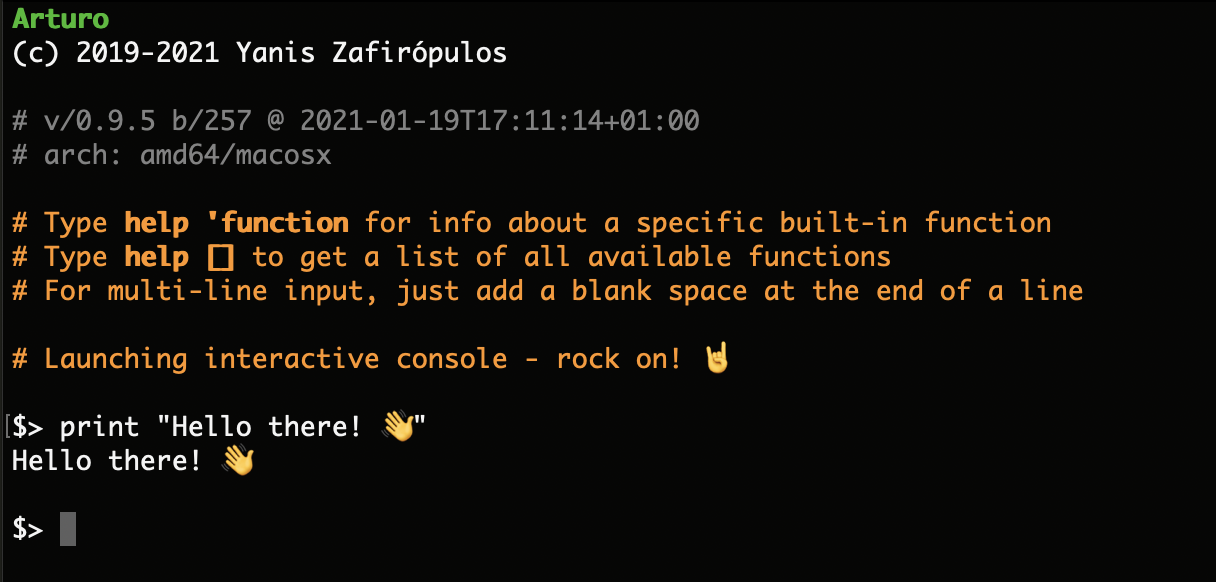 Arturo
(c) 2019-2021 Yanis Zafirópulos
# v/0.9.5 b/257 @ 2021-01-19T17:11:14+01:00
# arch: amd64/macosx
# Type help 'function for info about a specific built-in function
# Type help [] to get a list of all available functions
# For multi-line input, just add a blank space at the end of a line
# Launching interactive console - rock on! 🤘
[$> print "Hello there! 👋"
Hello there! 👋
$>